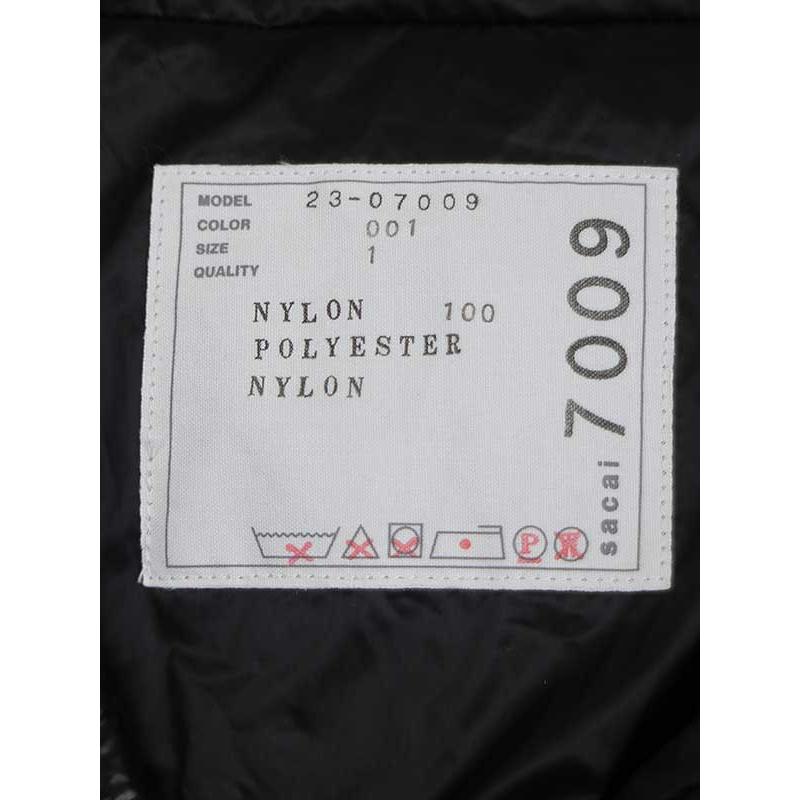 MODEL 23-07009
COLOR 001
SIZE 1
QUALITY
NYLON 100
POLYESTER
NYLON
sacai 7009
P
W